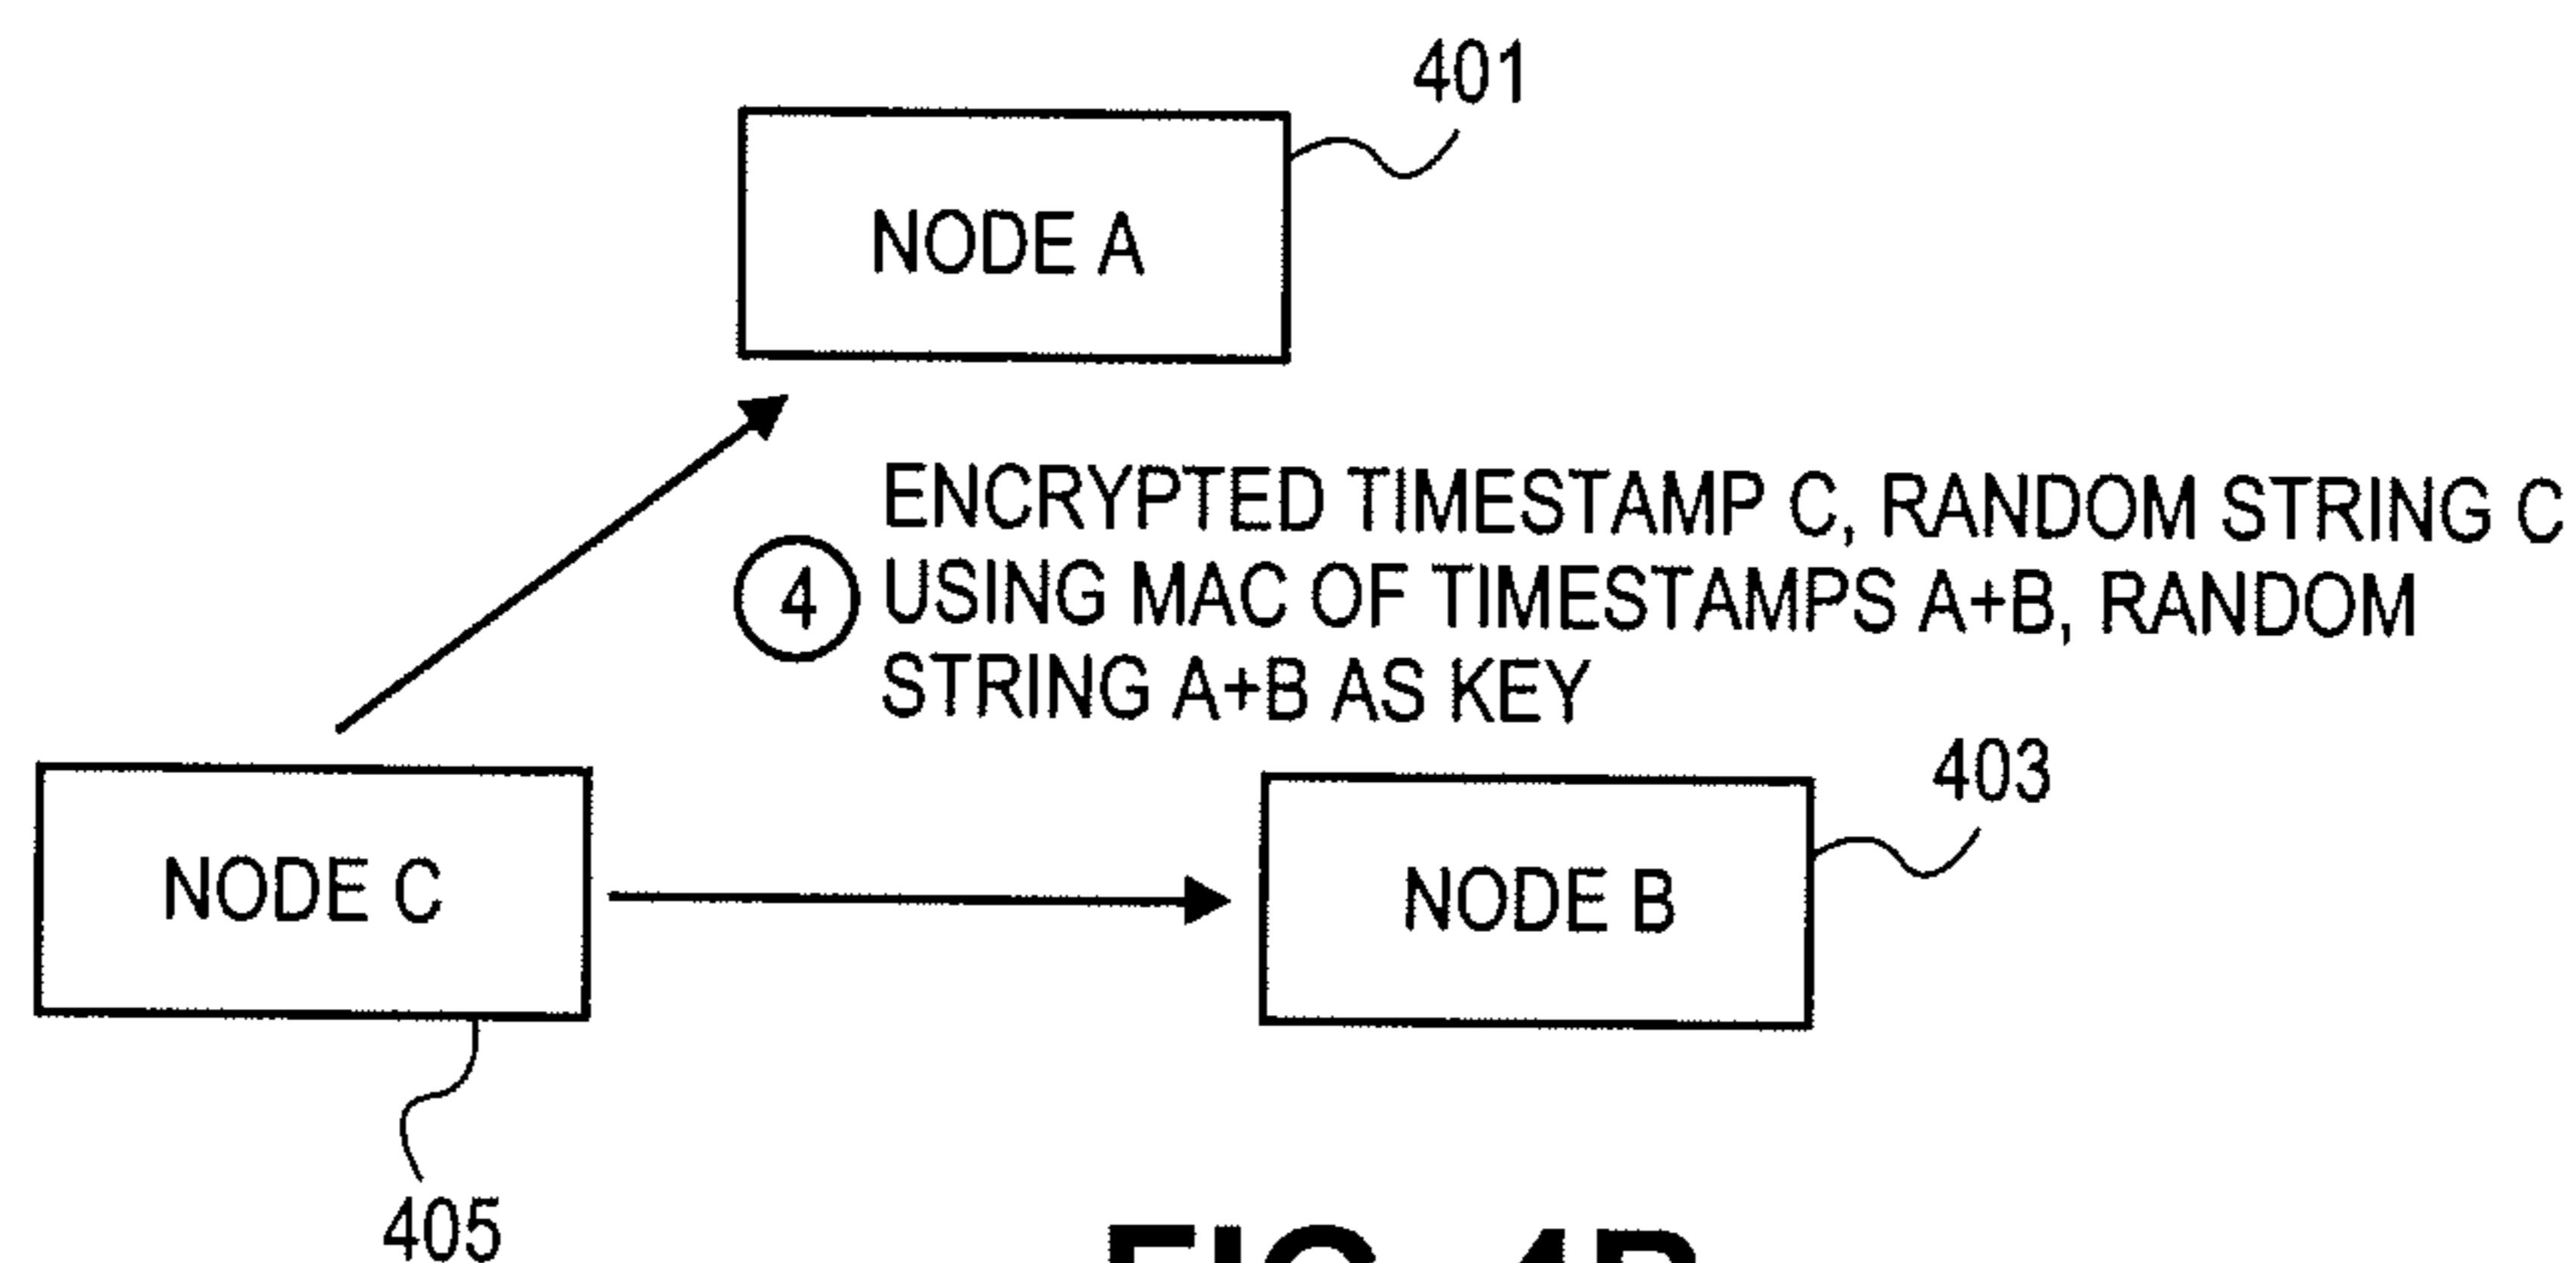 401
NODE A
ENCRYPTED TIMESTAMP C, RANDOM STRING C
4 USING MAC OF TIMESTAMPS A+B, RANDOM
STRING A+B AS KEY
403
NODE C
NODE B
405